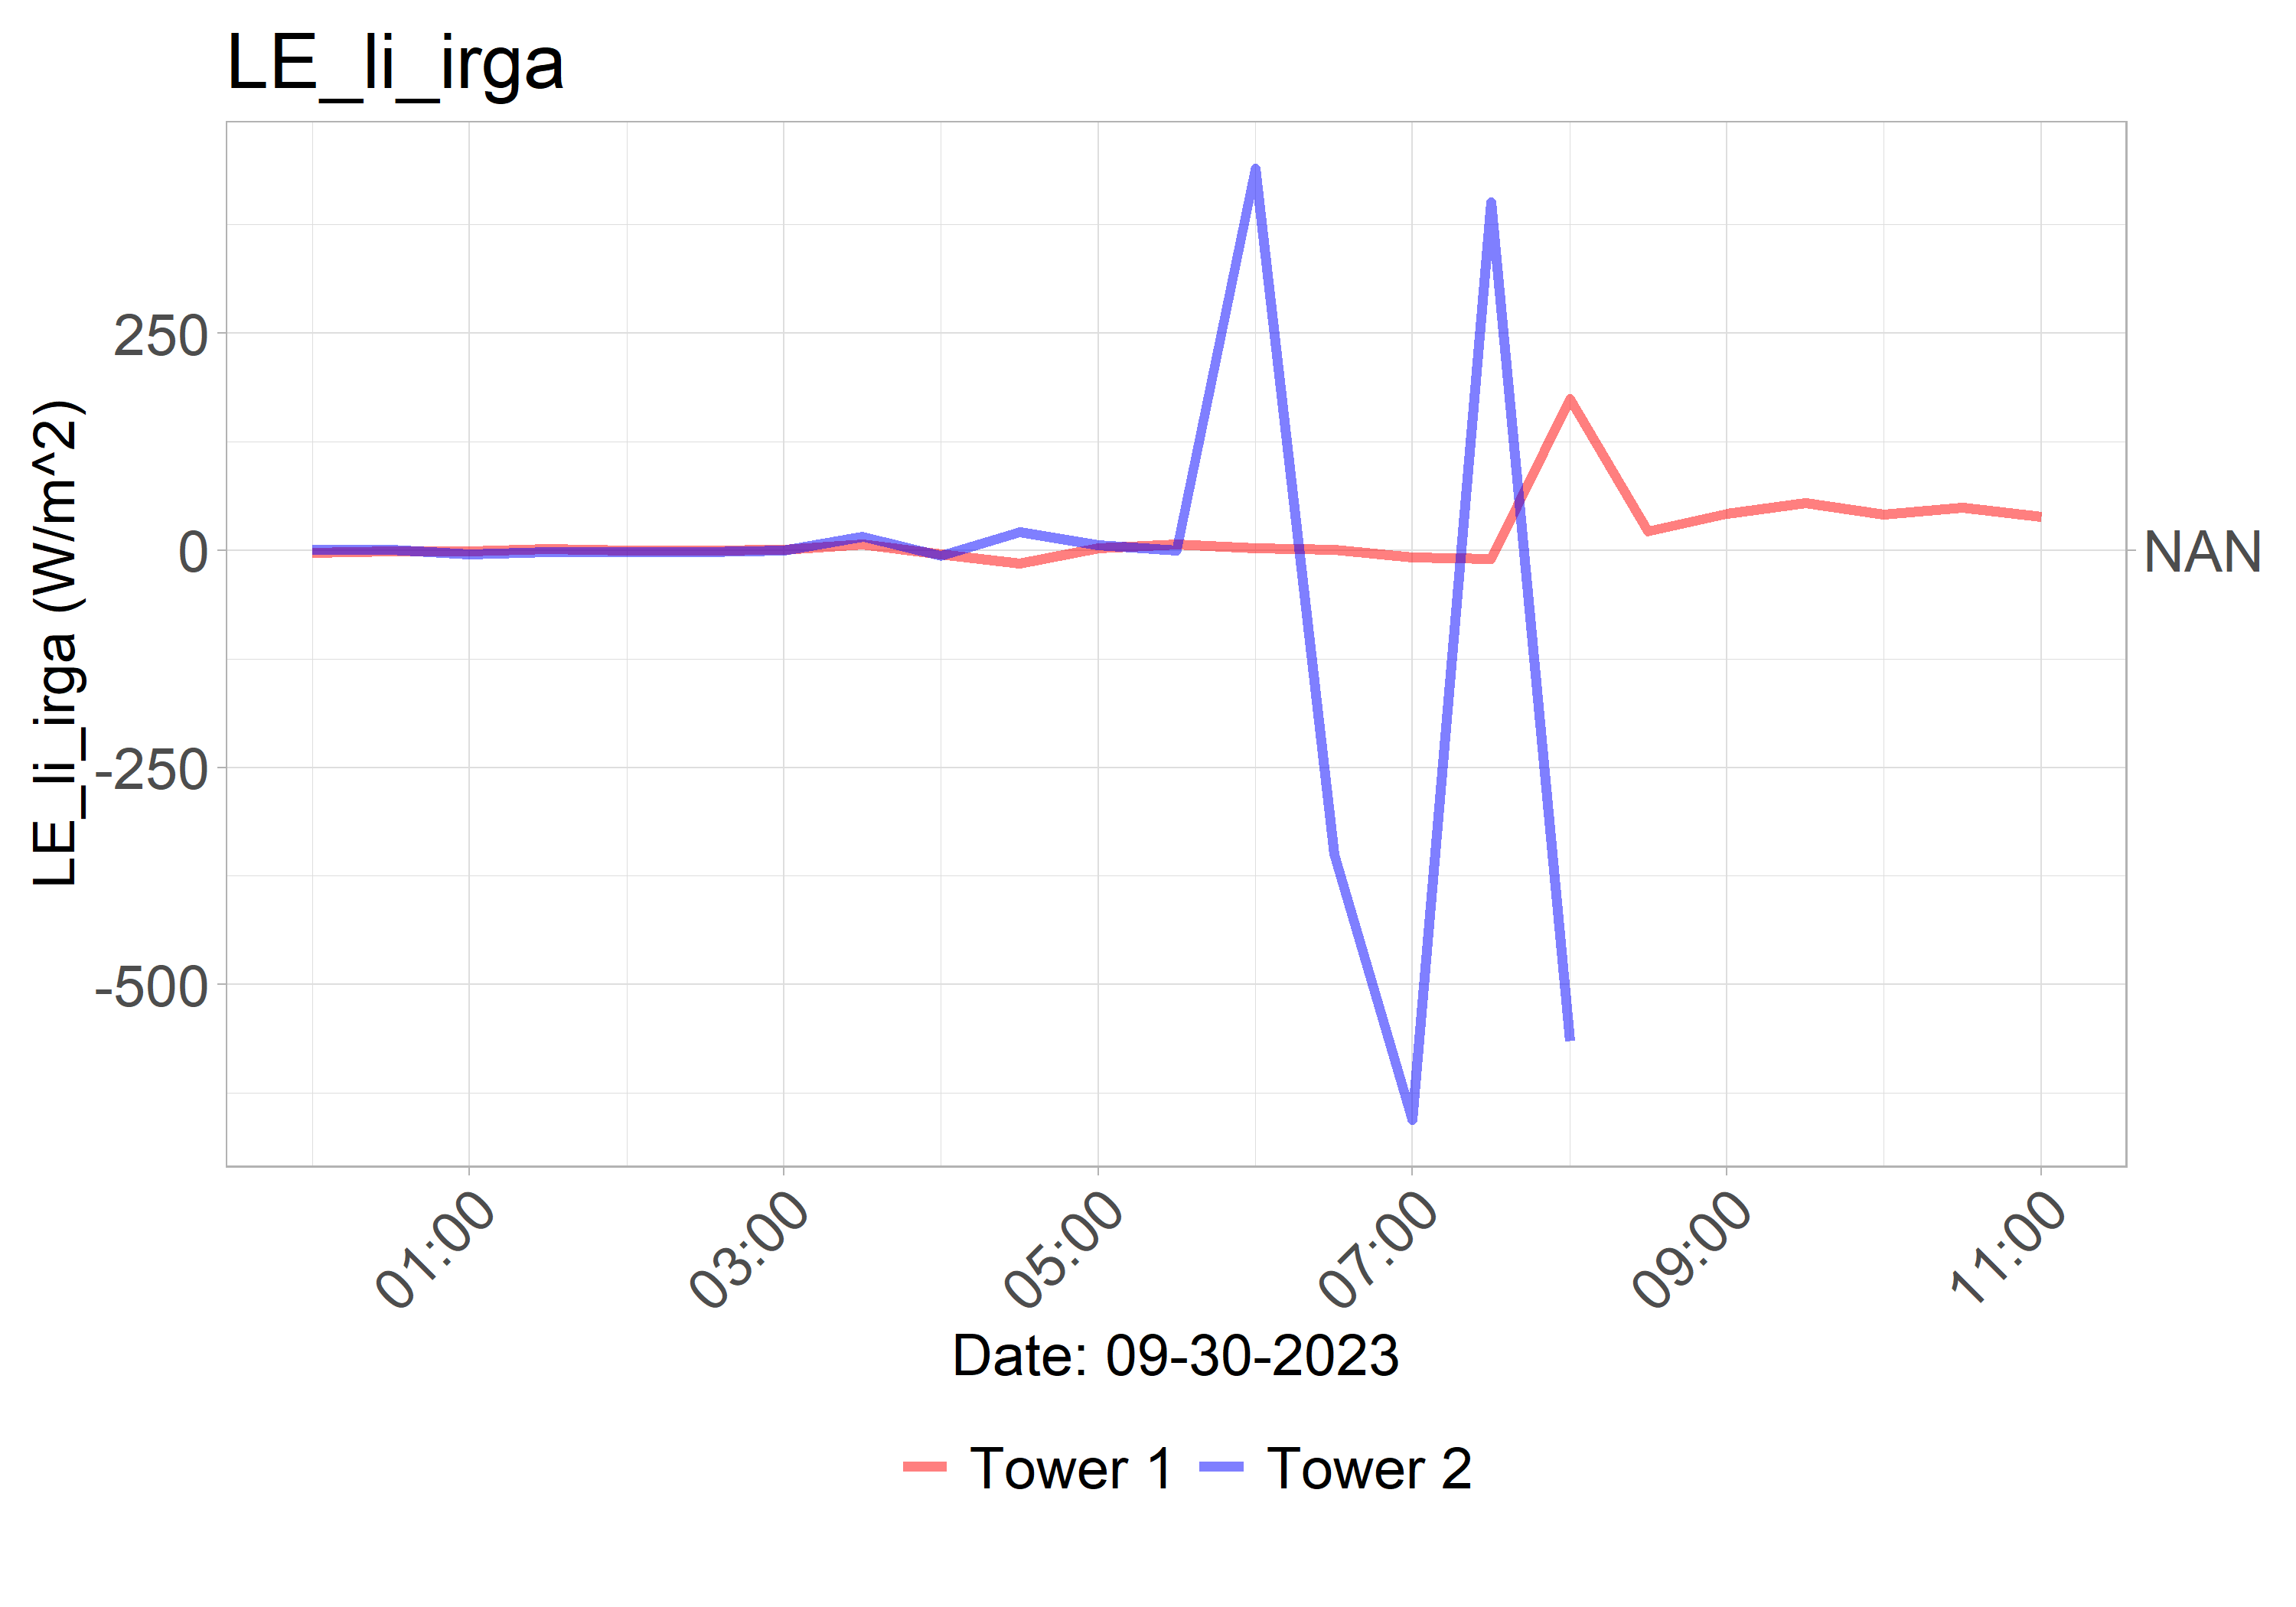 LE_li_irga
LE_li_irga (W/m^2)
250
0
-250
-500
NAN
01:00
03:00
05:00
07:00
09:00
11:00
Date: 09-30-2023
Tower 1
Tower 2